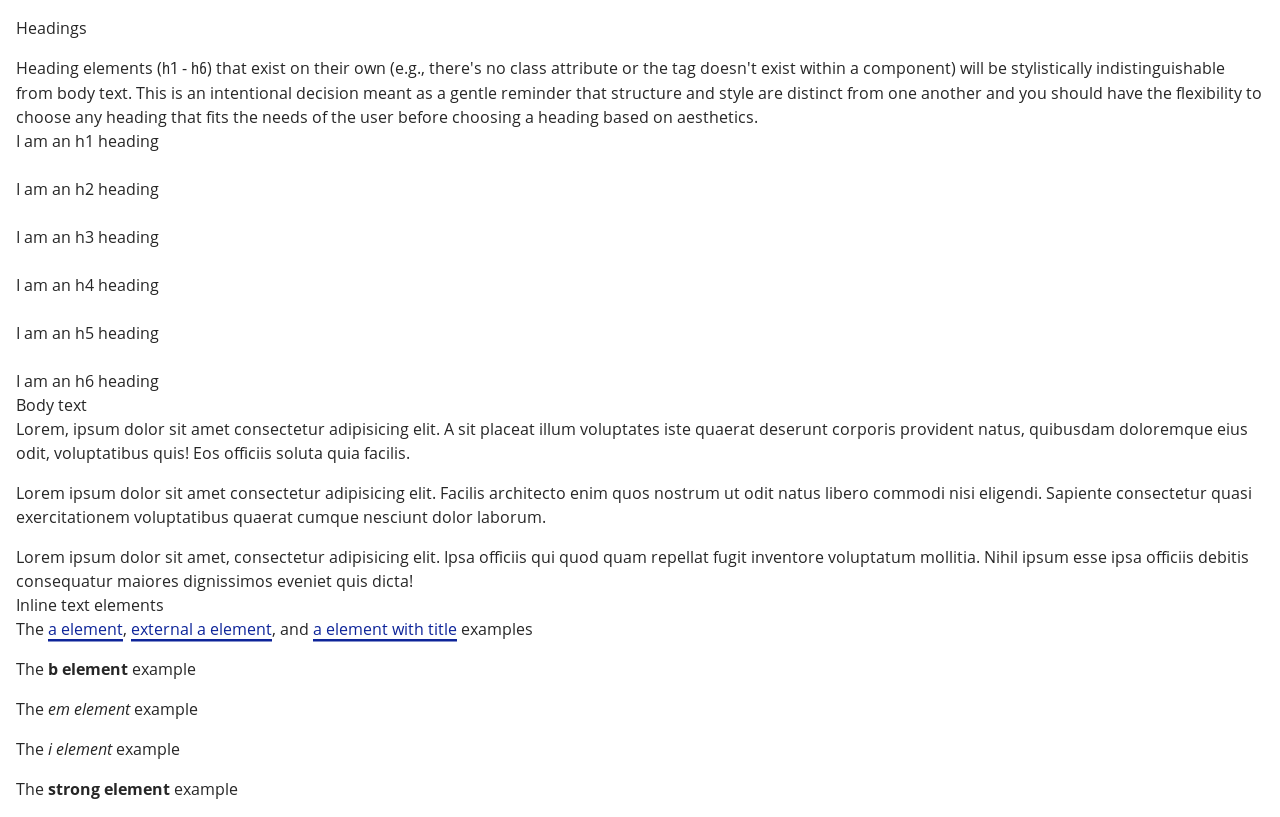 Headings
Heading elements (h1 - h6) that exist on their own (e.g., there's no class attribute or the tag doesn't exist within a component) will be stylistically indistinguishable
from body text. This is an intentional decision meant as a gentle reminder that structure and style are distinct from one another and you should have the flexibility to
choose any heading that fits the needs of the user before choosing a heading based on aesthetics.
I am an h1 heading
I am an h2 heading
I am an h3 heading
I am an h4 heading
I am an h5 heading
I am an h6 heading
Body text
Lorem, ipsum dolor sit amet consectetur adipisicing elit. A sit placeat illum voluptates iste quaerat deserunt corporis provident natus, quibusdam doloremque eius
odit, voluptatibus quis! Eos officiis soluta quia facilis.
Lorem ipsum dolor sit amet consectetur adipisicing elit. Facilis architecto enim quos nostrum ut odit natus libero commodi nisi eligendi. Sapiente consectetur quasi
exercitationem voluptatibus quaerat cumque nesciunt dolor laborum.
Lorem ipsum dolor sit amet, consectetur adipisicing elit. Ipsa officiis qui quod quam repellat fugit inventore voluptatum mollitia. Nihil ipsum esse ipsa officiis debitis
consequatur maiores dignissimos eveniet quis dicta!
Inline text elements
The a element, external a element, and a element with title examples
The b element example
The em element example
The i element example
The strong element example